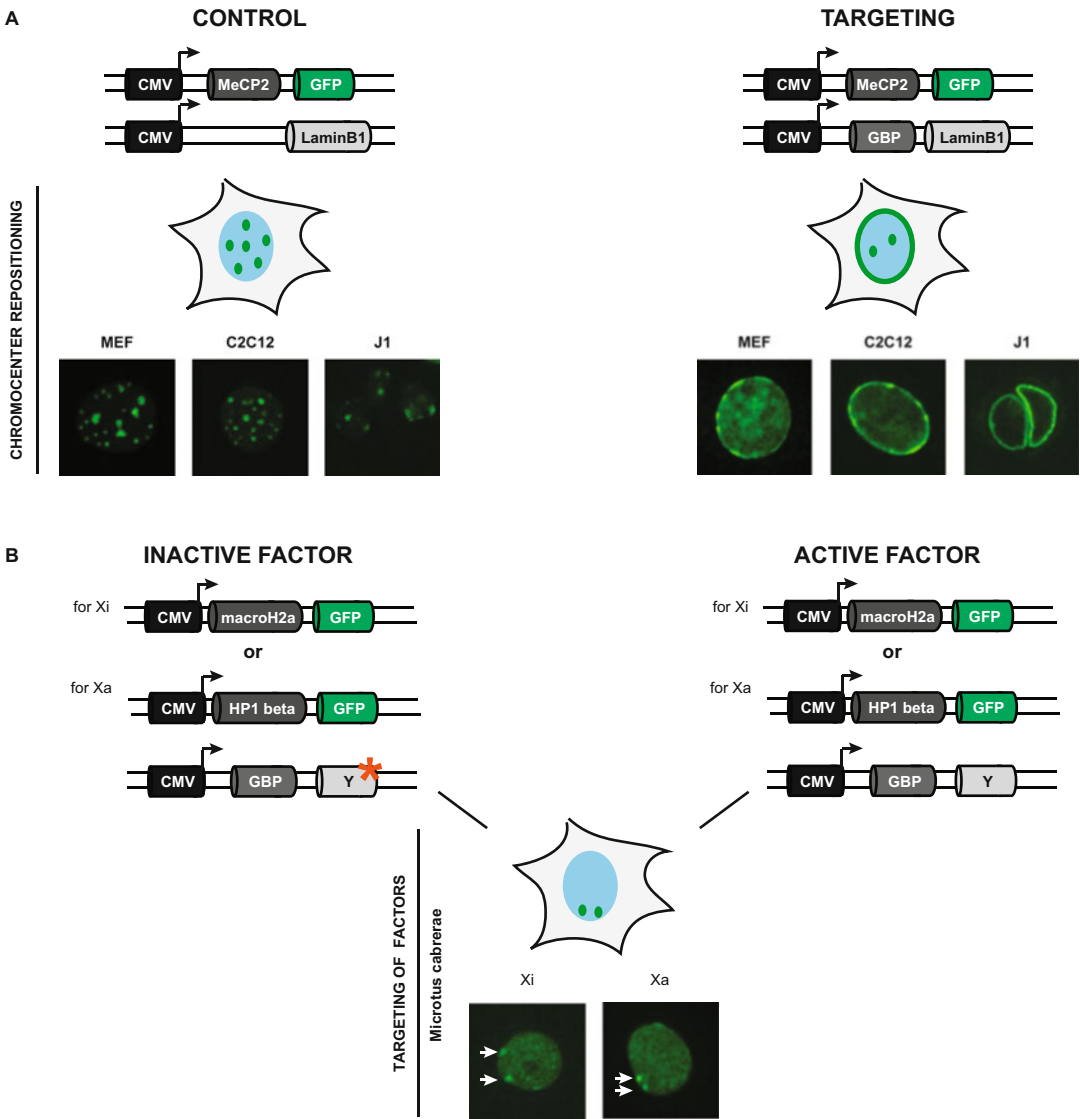 A
CONTROL
TARGETING
CMV MeCP2 GFP
CMV LaminB1
CMV MeCP2 GFP
CMV GBP LaminB1
CHROMOCENTER REPOSITIONING
MEF C2C12 J1
MEF C2C12 J1
B
INACTIVE FACTOR
ACTIVE FACTOR
for Xi CMV macroH2a GFP
or
for Xa CMV HP1 beta GFP
CMV GBP Y *
for Xi CMV macroH2a GFP
or
for Xa CMV HP1 beta GFP
CMV GBP Y
TARGETING OF FACTORS
Microtus cabrerae
Xi Xa